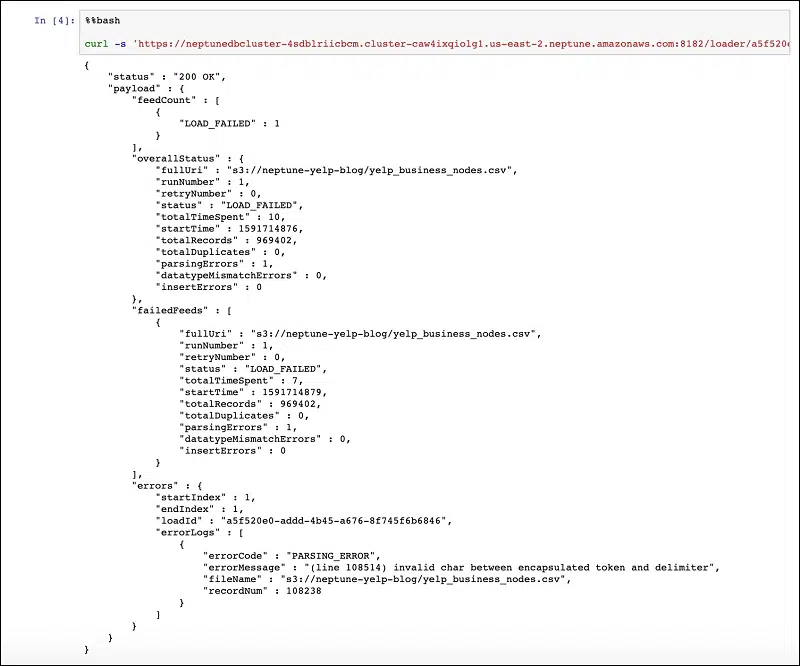 In [4]: %%bash
curl -s 'https://neptunedbcluster-4sdblriicbcm.cluster-caw4ixqiolg1.us-east-2.neptune.amazonaws.com:8182/loader/a5f520
{
"status" : "200 OK",
"payload" : {
"feedCount" : [
{
"LOAD_FAILED" : 1
}
],
"overallStatus" : {
"fullUri" : "s3://neptune-yelp-blog/yelp_business_nodes.csv",
"runNumber" : 1,
"retryNumber" : 0,
"status" : "LOAD_FAILED",
"totalTimeSpent" : 10,
"startTime" : 1591714876,
"totalRecords" : 969402,
"totalDuplicates" : 0,
"parsingErrors" : 1,
"datatypeMismatchErrors" : 0,
"insertErrors" : 0
},
"failedFeeds" : [
{
"fullUri" : "s3://neptune-yelp-blog/yelp_business_nodes.csv",
"runNumber" : 1,
"retryNumber" : 0,
"status" : "LOAD_FAILED",
"totalTimeSpent" : 7,
"startTime" : 1591714879,
"totalRecords" : 969402,
"totalDuplicates" : 0,
"parsingErrors" : 1,
"datatypeMismatchErrors" : 0,
"insertErrors" : 0
}
],
"errors" : {
"startIndex" : 1,
"endIndex" : 1,
"loadId" : "a5f520e0-addd-4b45-a676-8f745f6b6846",
"errorLogs" : [
{
"errorCode" : "PARSING_ERROR",
"errorMessage" : "(line 108514) invalid char between encapsulated token and delimiter",
"fileName" : "s3://neptune-yelp-blog/yelp_business_nodes.csv",
"recordNum" : 108238
}
]
}
}
}